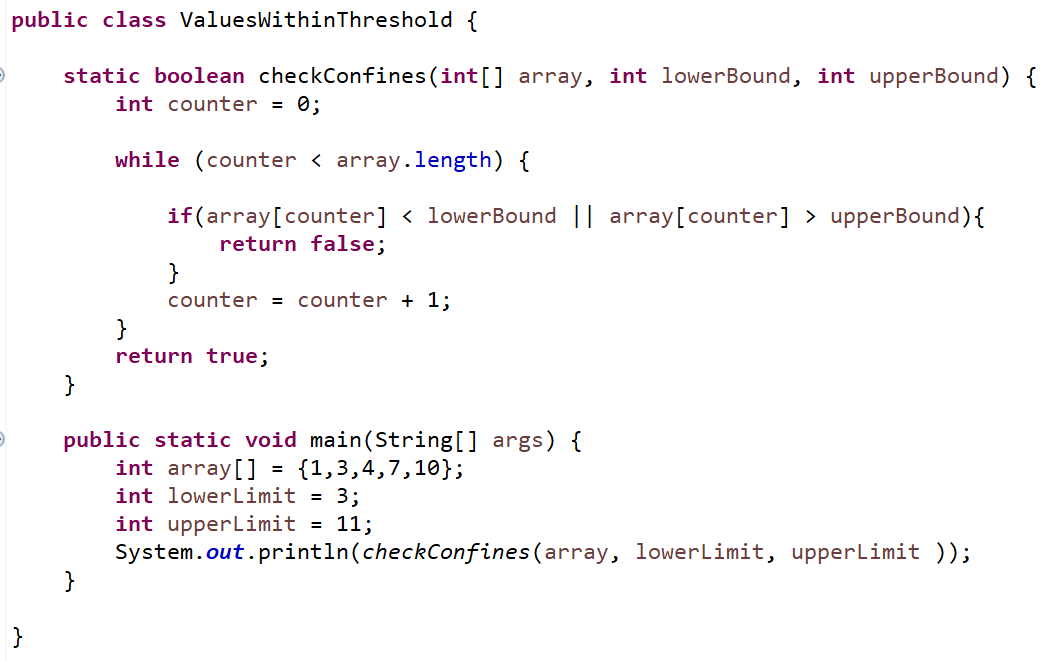 public class ValuesWithinThreshold {
static boolean checkConfines(int[] array, int lowerBound, int upperBound) {
int counter = 0;
while (counter < array.length) {
if(array[counter] < lowerBound || array[counter] > upperBound){
return false;
}
counter = counter + 1;
}
return true;
}
public static void main(String[] args) {
int array[] = {1,3,4,7,10};
int lowerLimit = 3;
int upperLimit = 11;
System.out.println(checkConfines(array, lowerLimit, upperLimit ));
}
}